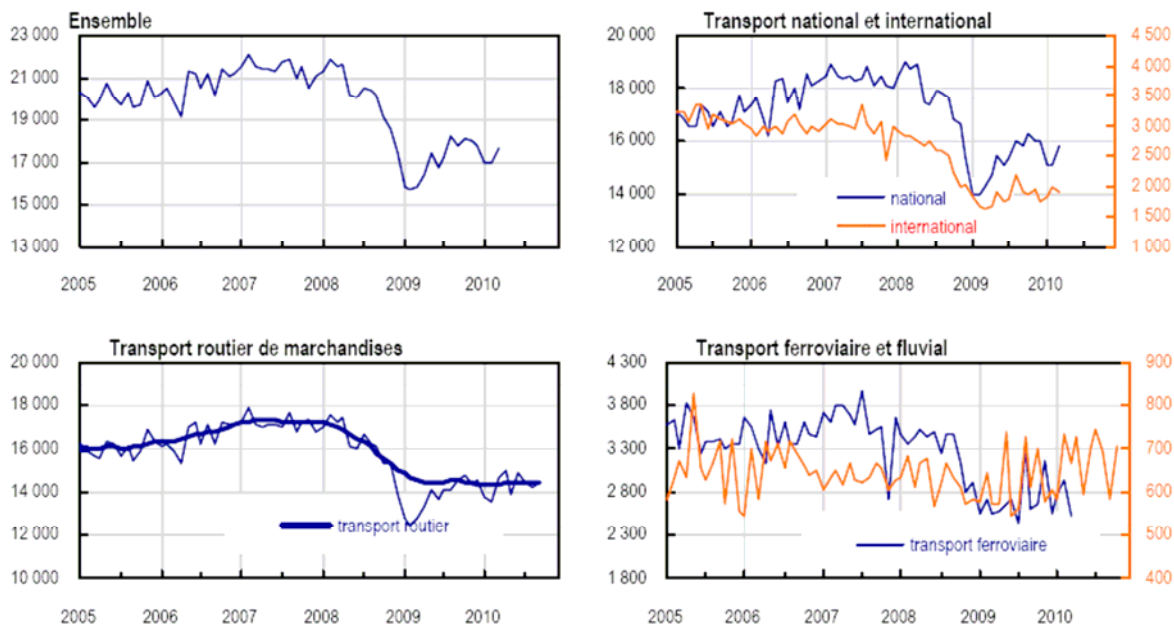 Ensemble
23 000
21 000
19 000
17 000
15 000
13 000
2005 2006 2007 2008 2009 2010
Transport national et international
20 000 4 500
4 000
18 000 3 500
3 000
16 000
2 500
14 000 2 000
1 500
12 000 1 000
national
international
2005 2006 2007 2008 2009 2010
Transport routier de marchandises
20 000
18 000
16 000
14 000
12 000
10 000
transport routier
2005 2006 2007 2008 2009 2010
Transport ferroviaire et fluvial
4 300 900
3 800 800
3 300 700
2 800 600
2 300 500
1 800 400
transport ferroviaire
2005 2006 2007 2008 2009 2010